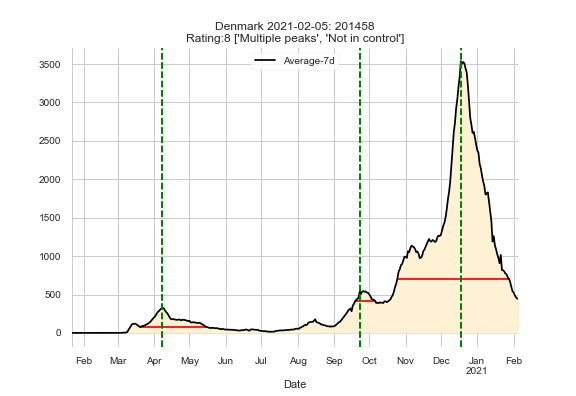 Denmark 2021-02-05: 201458
Rating:8 ['Multiple peaks', 'Not in control']
Average-7d
3500
3000
2500
2000
1500
1000
500
0
Feb Mar Apr May Jun Jul Aug Sep Oct Nov Dec Jan Feb
2021
Date